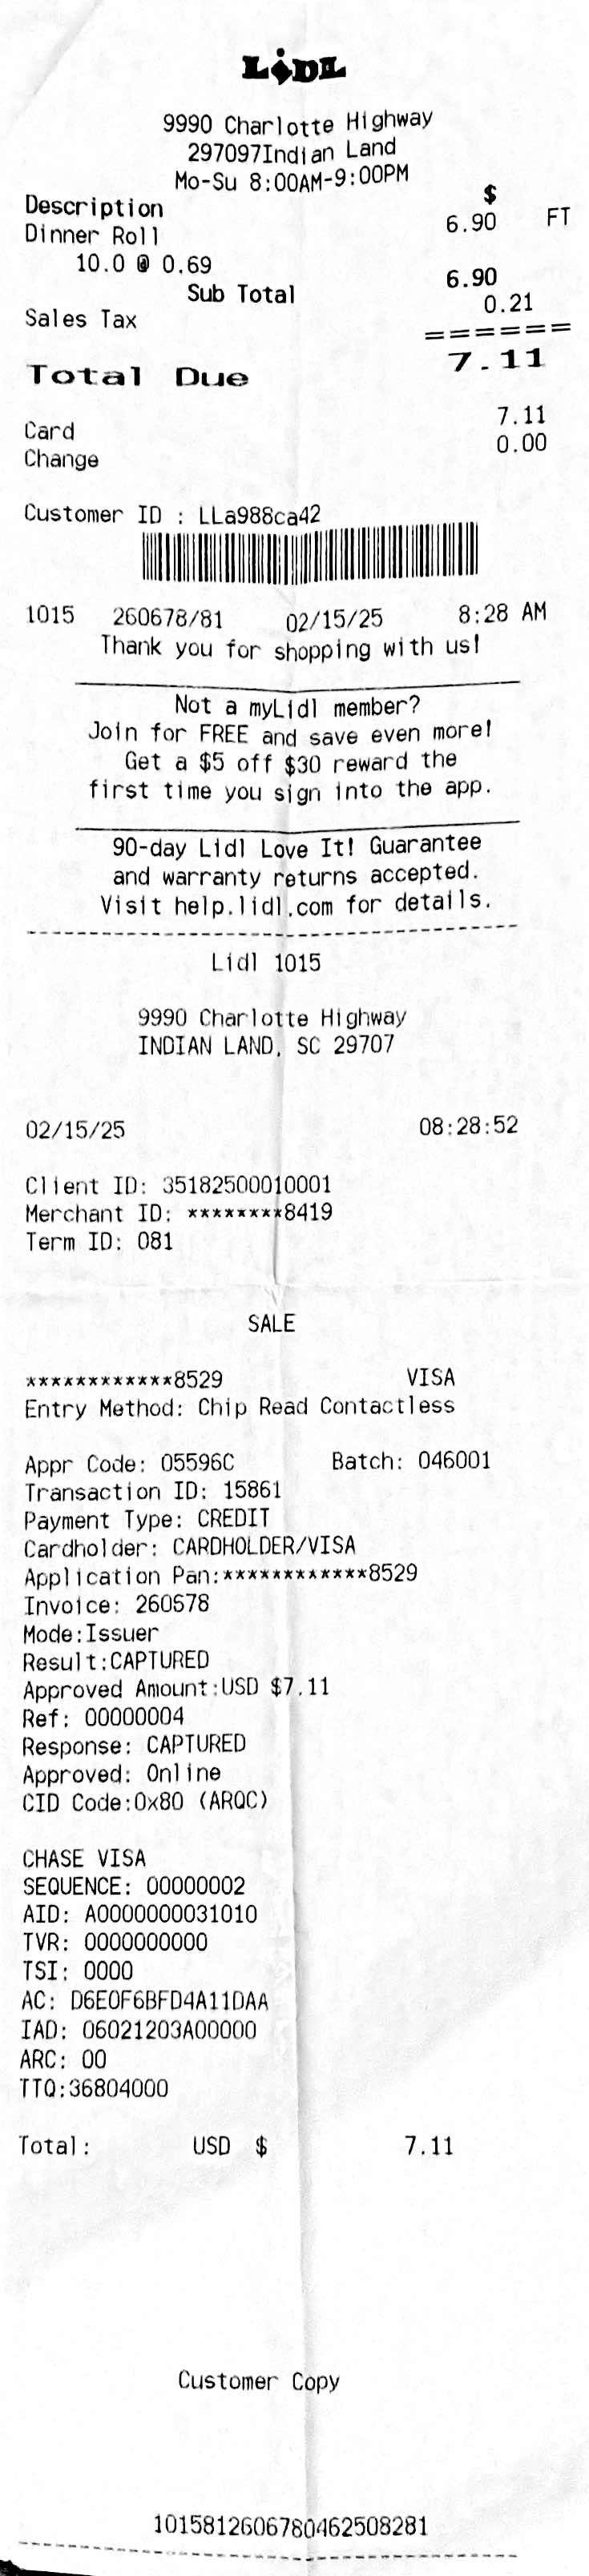 LiDL
9990 Charlotte Highway
297097Indian Land
Mo-Su 8:00AM-9:00PM
Description $
Dinner Roll 6.90 FT
10.0 @ 0.69
Sub Total 6.90
Sales Tax 0.21
======
Total Due 7.11
Card 7.11
Change 0.00
Customer ID : LLa988ca42
1015 260678/81 02/15/25 8:28 AM
Thank you for shopping with us!
Not a myLidl member?
Join for FREE and save even more!
Get a $5 off $30 reward the
first time you sign into the app.
90-day Lidl Love It! Guarantee
and warranty returns accepted.
Visit help.lidl.com for details.
Lidl 1015
9990 Charlotte Highway
INDIAN LAND, SC 29707
02/15/25 08:28:52
Client ID: 35182500010001
Merchant ID: ********8419
Term ID: 081
SALE
************8529 VISA
Entry Method: Chip Read Contactless
Appr Code: 05596C Batch: 046001
Transaction ID: 15861
Payment Type: CREDIT
Cardholder: CARDHOLDER/VISA
Application Pan:************8529
Invoice: 260678
Mode:Issuer
Result:CAPTURED
Approved Amount:USD $7.11
Ref: 00000004
Response: CAPTURED
Approved: Online
CID Code:0x80 (ARQC)
CHASE VISA
SEQUENCE: 00000002
AID: A0000000031010
TVR: 0000000000
TSI: 0000
AC: D6E0F6BFD4A11DAA
IAD: 06021203A00000
ARC: 00
TTQ:36804000
Total: USD $ 7.11
Customer Copy
1015812606780462508281